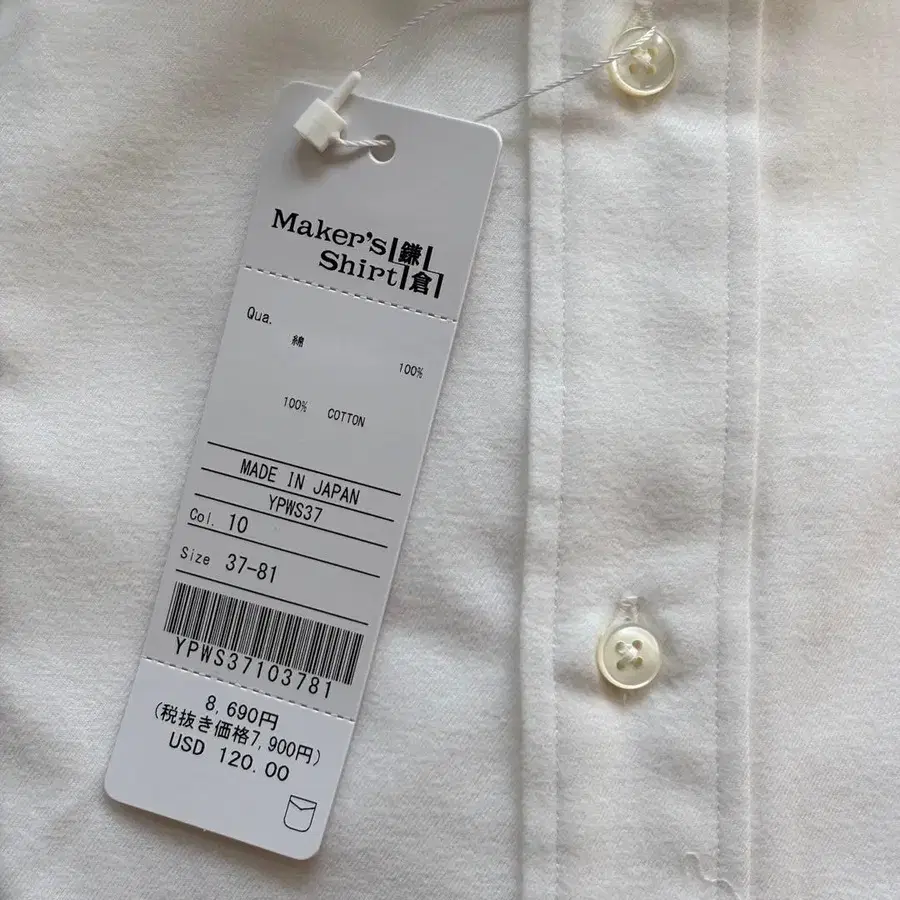 Maker's 鎌
Shirt 倉
Qua.
綿
100%
100% COTTON
MADE IN JAPAN
YPWS37
Col. 10
Size 37-81
YPWS37103781
8,690円
(税抜き価格7,900円)
USD 120.00